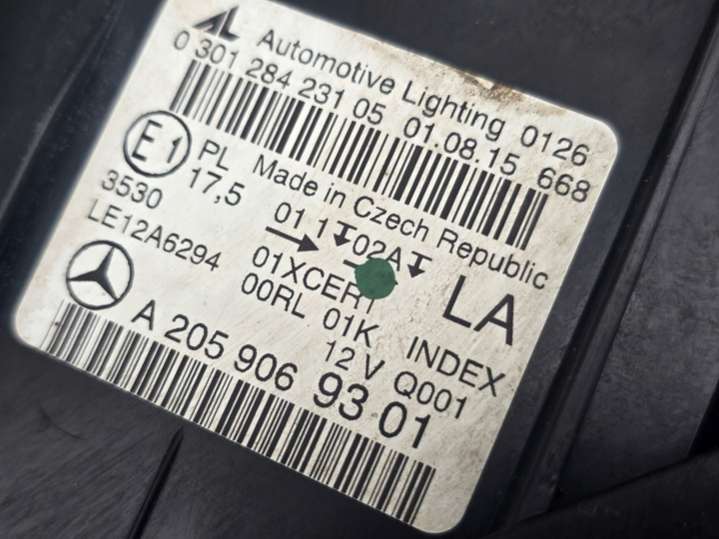 AL Automotive Lighting 0126
0 301 284 231 05 01.08.15 668
E1 PL 17,5 Made in Czech Republic
3530 01 1 02A
LE12A6294 01XCERT LA
00RL 01K INDEX
12 V Q001
A 205 906 93 01